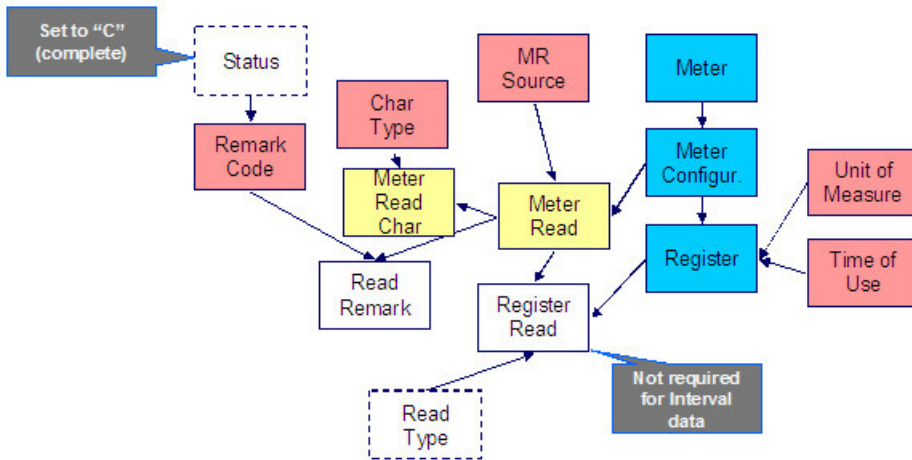 Set to “C”
(complete)
Status
MR
Source
Meter
Char
Type
Remark
Code
Meter
Configur.
Unit of
Measure
Meter
Read
Char
Meter
Read
Register
Time of
Use
Read
Remark
Register
Read
Not required
for Interval
data
Read
Type